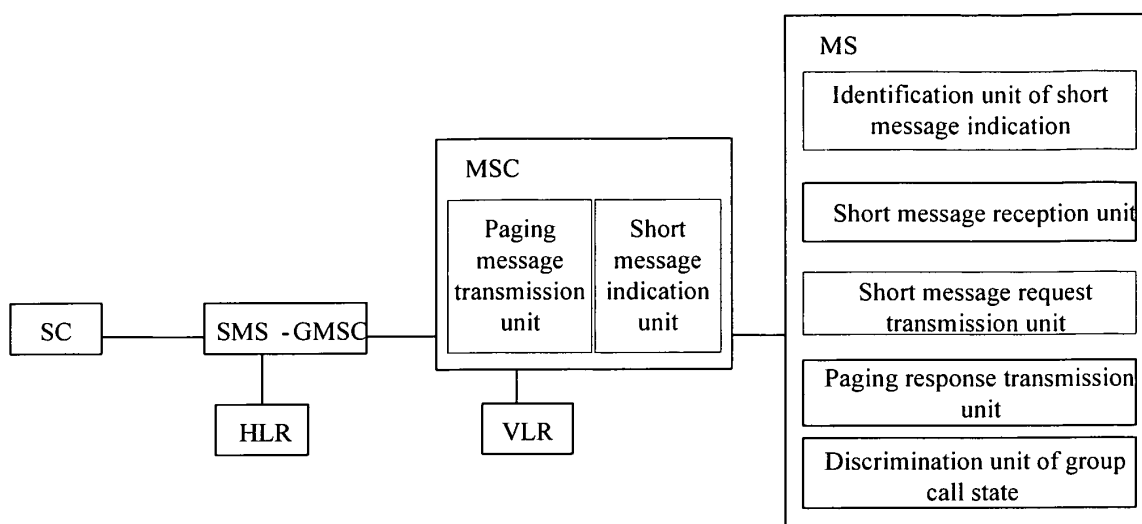 MS
Identification unit of short
message indication
MSC
Short message reception unit
Paging
message
transmission
unit
Short
message
indication
unit
Short message request
transmission unit
SC
SMS - GMSC
Paging response transmission
unit
HLR
VLR
Discrimination unit of group
call state